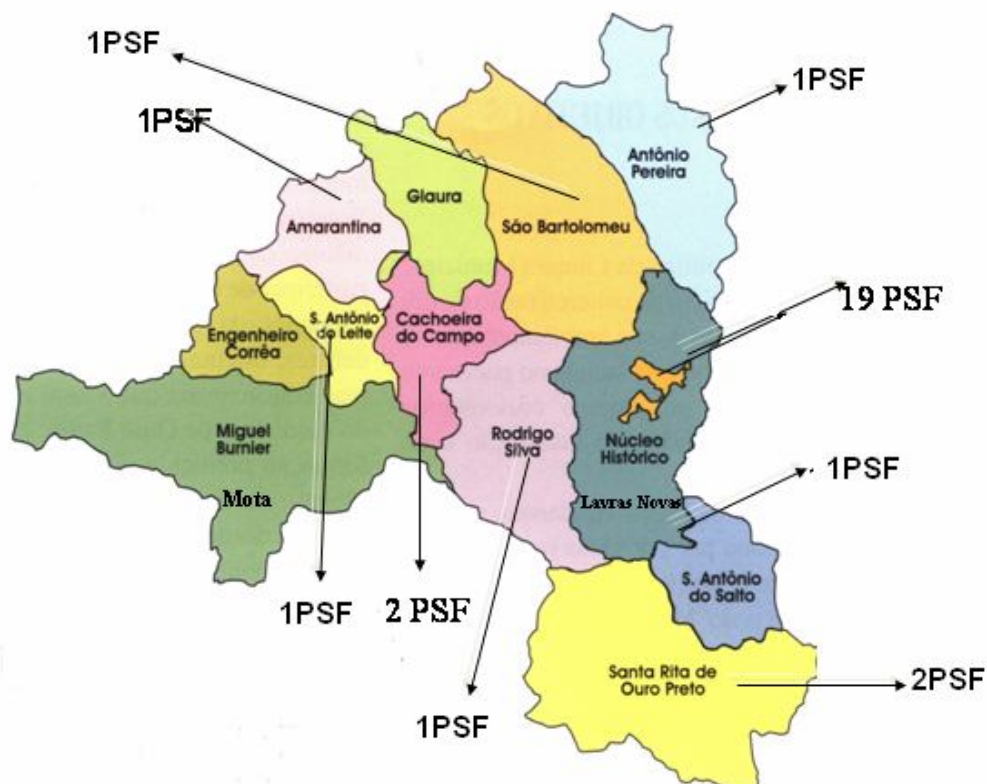 1PSF
1PSF
1PSF
Antônio
Pereira
Glaura
Amarantina
São Bartolomeu
19 PSF
S. Antônio
do Leite
Cachoeira
do Campo
Engenheiro
Corrêa
Miguel
Burnier
Rodrigo
Silva
Núcleo
Histórico
1PSF
Mota
Lavras Novas
S. Antônio
do Salto
1PSF
2 PSF
Santa Rita de
Ouro Preto
2PSF
1PSF